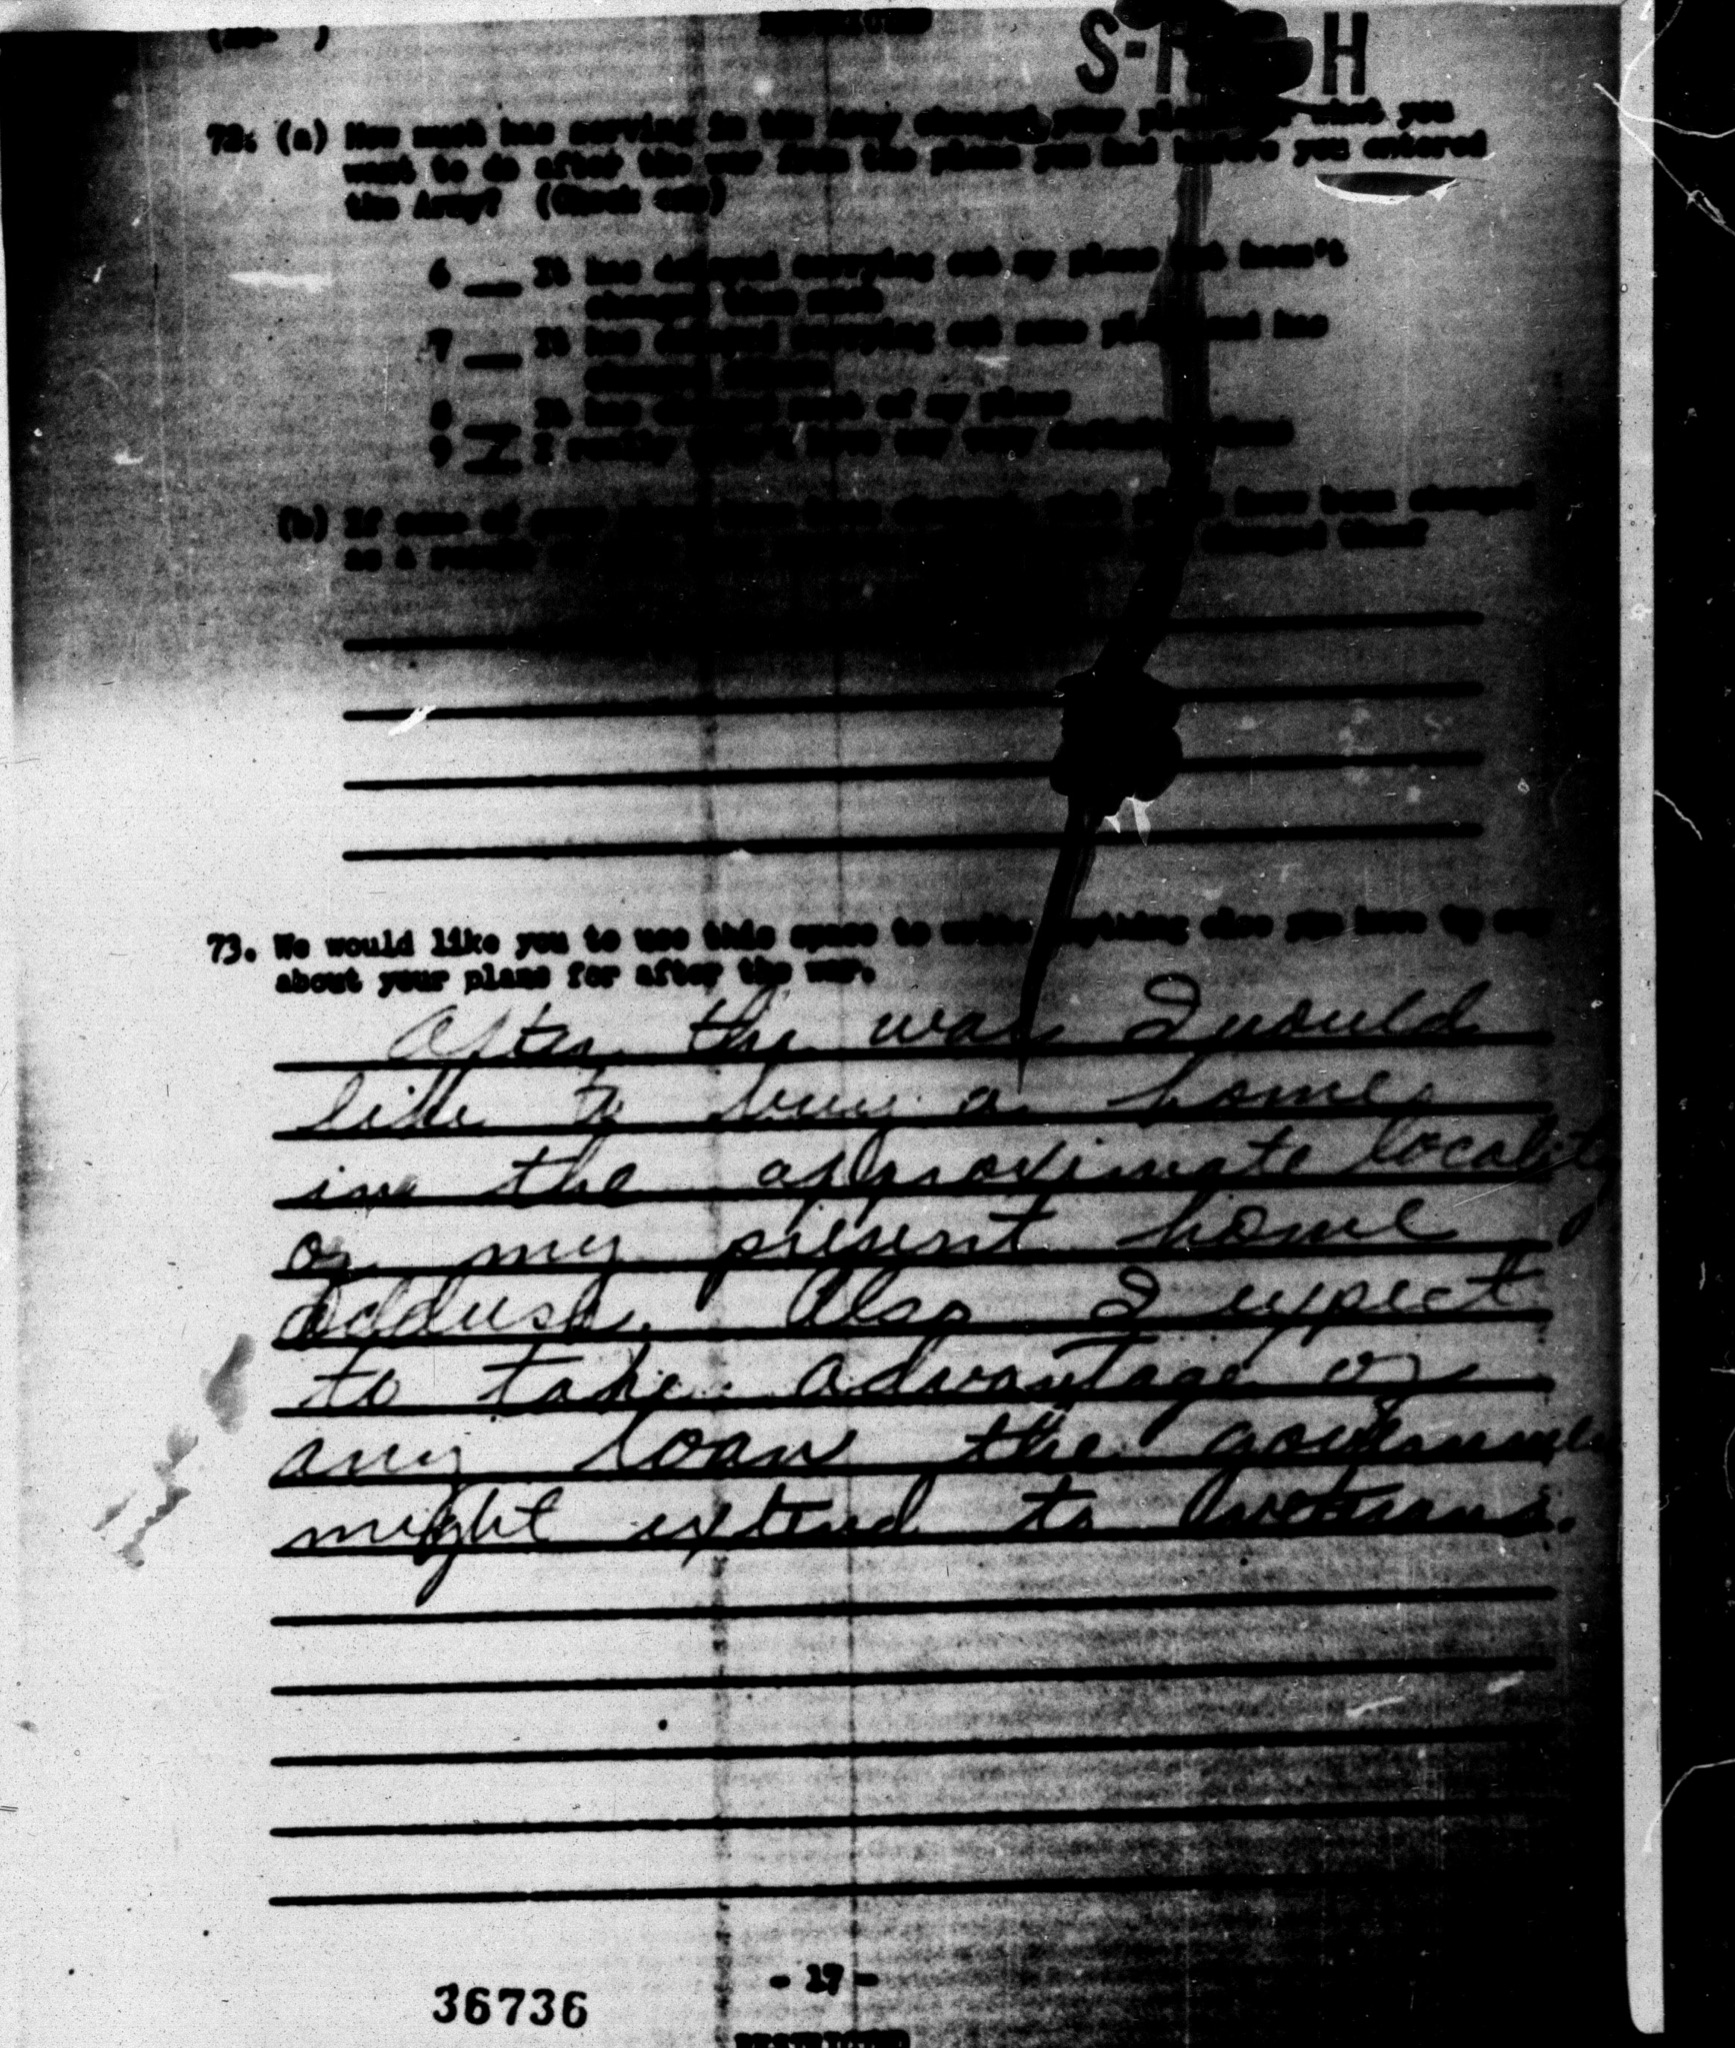 72. (a) How much has serving in the Army changed your plans what you
want to do after the war from the plans you had before you entered
the Army? (Check one)
6 It has delayed carrying out my plans but hasn't
changed them much
7 It has delayed carrying out some plans and has
8 It has changed most of my plans
9 I really didn't have any very definite plans
(b) If some of your plans have been changed, what plans have been changed
as a result changed them?
73. We would like you to use this space to write anything else you have to say
about your plans for after the war.
After the war I would
like to buy a home
in the approximate locality
of my present home
address. Also I expect
to take advantage of
any loan the government
might extend to veterans.
- 17 -
36736
RESTRICTED